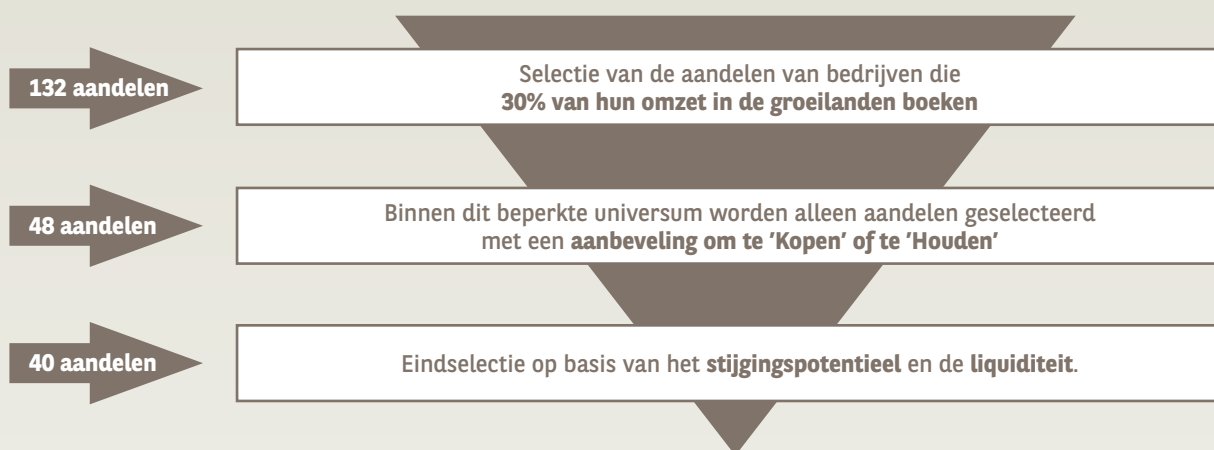 132 aandelen
Selectie van de aandelen van bedrijven die
30% van hun omzet in de groeilanden boeken
48 aandelen
Binnen dit beperkte universum worden alleen aandelen geselecteerd
met een aanbeveling om te ’Kopen’ of te ’Houden’
40 aandelen
Eindselectie op basis van het stijgingspotentieel en de liquiditeit.